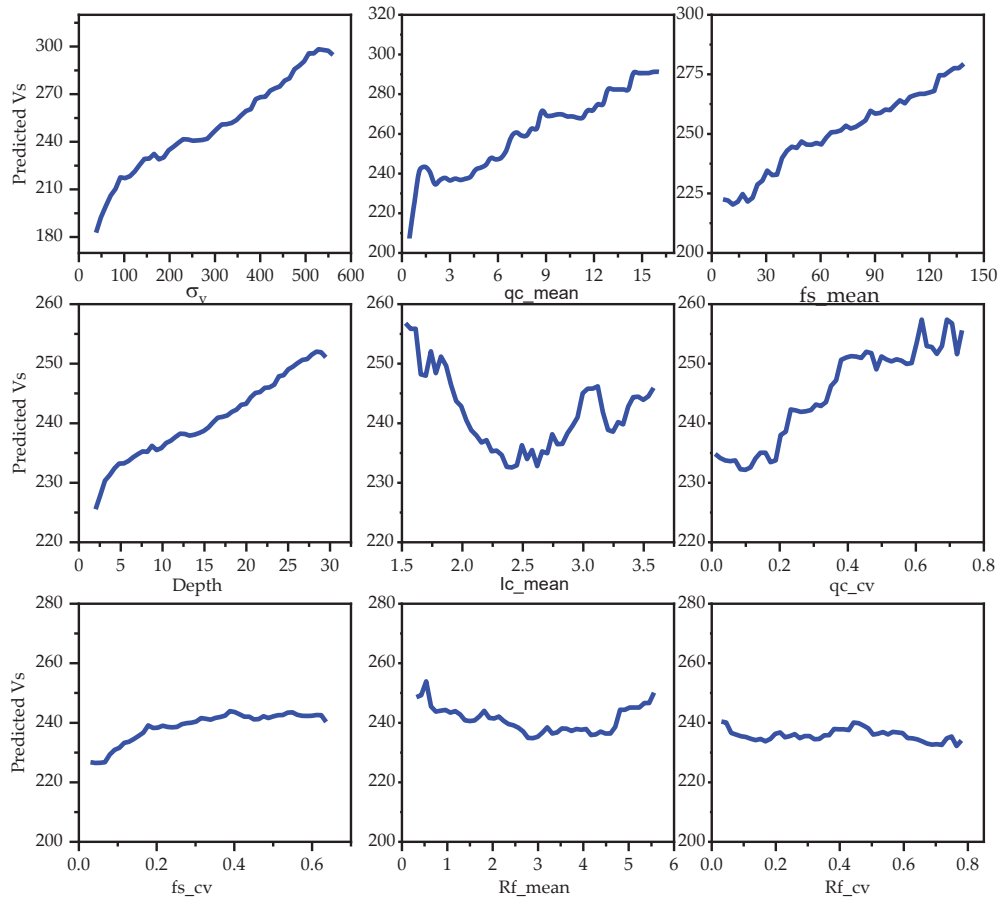 Predicted Vs
300
270
240
210
180
0 100 200 300 400 500 600
σv
320
300
280
260
240
220
200
0 3 6 9 12 15
qc_mean
300
275
250
225
200
0 30 60 90 120 150
fs_mean
Predicted Vs
260
250
240
230
220
0 5 10 15 20 25 30
Depth
260
250
240
230
220
1.5 2.0 2.5 3.0 3.5
Ic_mean
260
250
240
230
220
0.0 0.2 0.4 0.6 0.8
qc_cv
Predicted Vs
280
260
240
220
200
0.0 0.2 0.4 0.6
fs_cv
280
260
240
220
200
0 1 2 3 4 5 6
Rf_mean
280
260
240
220
200
0.0 0.2 0.4 0.6 0.8
Rf_cv